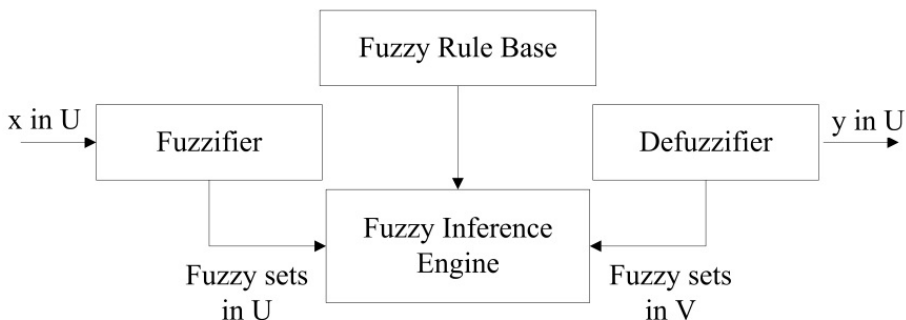 Fuzzy Rule Base
x in U
Fuzzifier
Defuzzifier
y in U
Fuzzy Inference
Engine
Fuzzy sets
in U
Fuzzy sets
in V